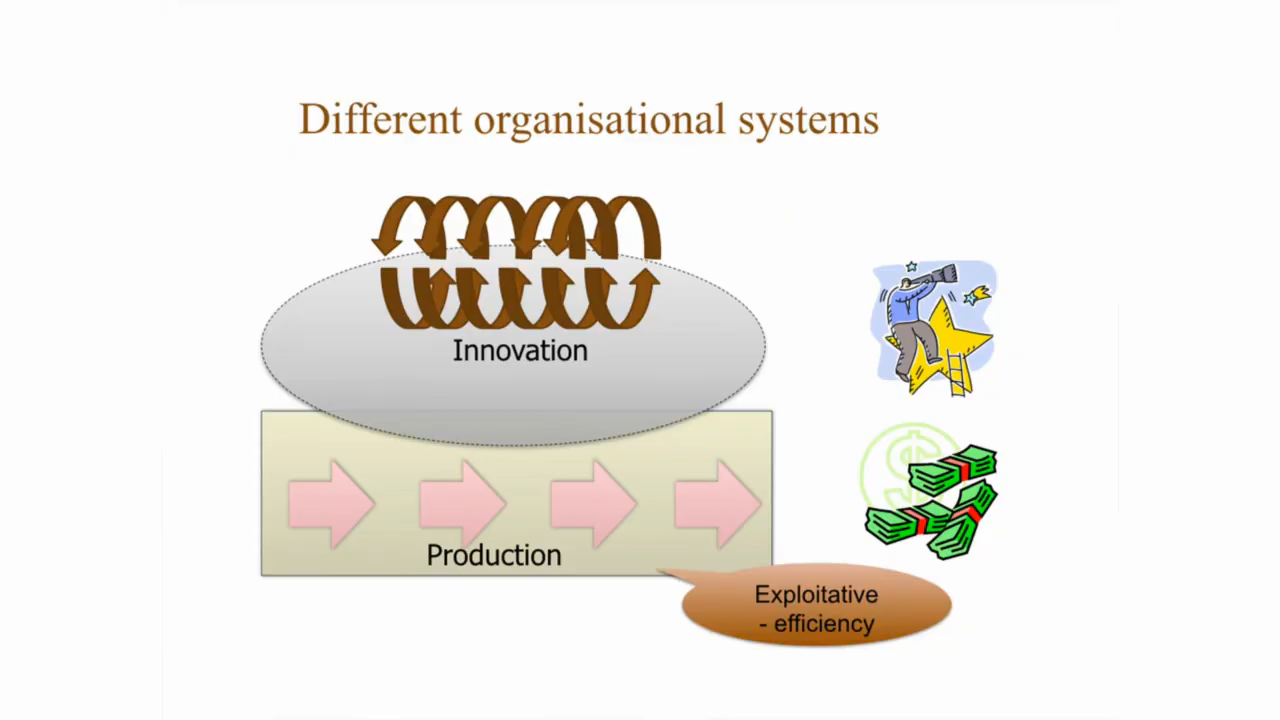 Different organisational systems
Innovation
Production
Exploitative
- efficiency